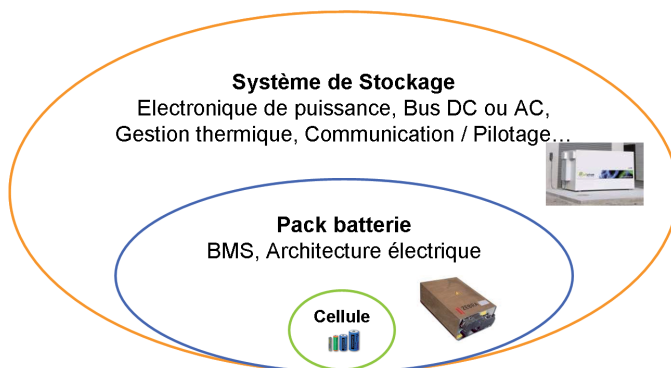 Système de Stockage
Electronique de puissance, Bus DC ou AC,
Gestion thermique, Communication / Pilotage...
Pack batterie
BMS, Architecture électrique
Cellule